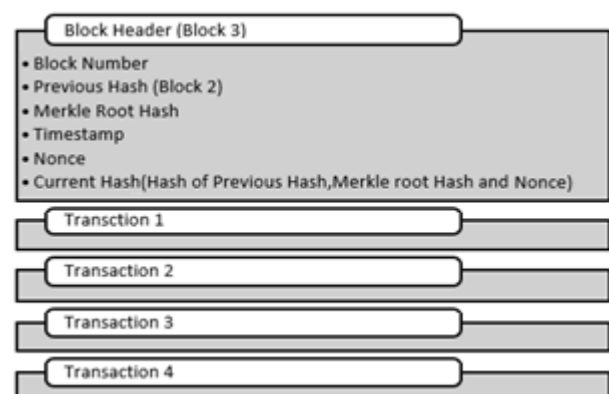 Block Header (Block 3)
• Block Number
• Previous Hash (Block 2)
• Merkle Root Hash
• Timestamp
• Nonce
• Current Hash(Hash of Previous Hash,Merkle root Hash and Nonce)
Transction 1
Transaction 2
Transaction 3
Transaction 4